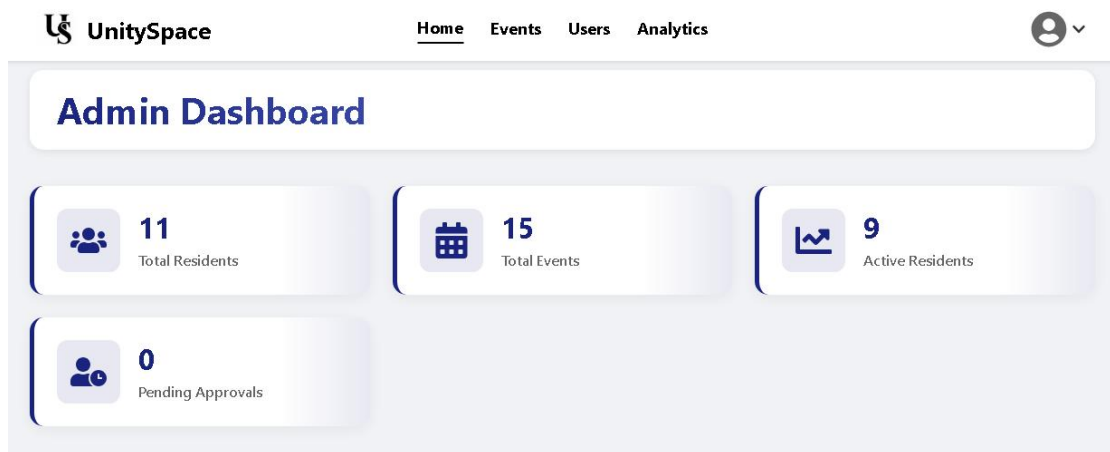 US UnitySpace Home Events Users Analytics
Admin Dashboard
11
Total Residents
15
Total Events
9
Active Residents
0
Pending Approvals